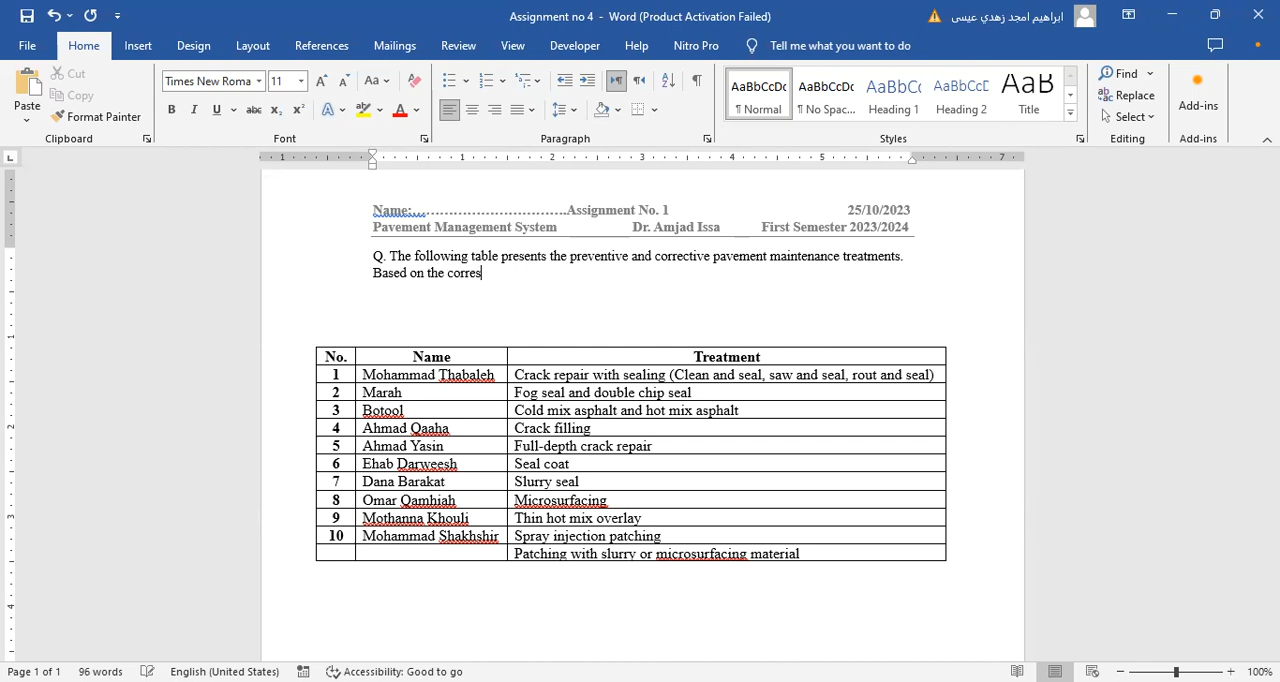 Assignment no 4 - Word (Product Activation Failed)
ابراهيم امجد زهدي عيسى
File Home Insert Design Layout References Mailings Review View Developer Help Nitro Pro Tell me what you want to do
Paste
Cut
Copy
Format Painter
Clipboard
Times New Roma 11
Font
Paragraph
AaBbCcDc AaBbCcDc AaBbCc AaBbCcD AaB
¶ Normal ¶ No Spac... Heading 1 Heading 2 Title
Styles
Find
Replace
Select
Editing
Add-ins
Add-ins
Name:..................................Assignment No. 1 25/10/2023
Pavement Management System Dr. Amjad Issa First Semester 2023/2024
Q. The following table presents the preventive and corrective pavement maintenance treatments.
Based on the corres
No. Name Treatment
1 Mohammad Thabaleh Crack repair with sealing (Clean and seal, saw and seal, rout and seal)
2 Marah Fog seal and double chip seal
3 Botool Cold mix asphalt and hot mix asphalt
4 Ahmad Qaaha Crack filling
5 Ahmad Yasin Full-depth crack repair
6 Ehab Darweesh Seal coat
7 Dana Barakat Slurry seal
8 Omar Qamhiah Microsurfacing
9 Mothanna Khouli Thin hot mix overlay
10 Mohammad Shakhshir Spray injection patching
Patching with slurry or microsurfacing material
Page 1 of 1 96 words English (United States) Accessibility: Good to go 100%